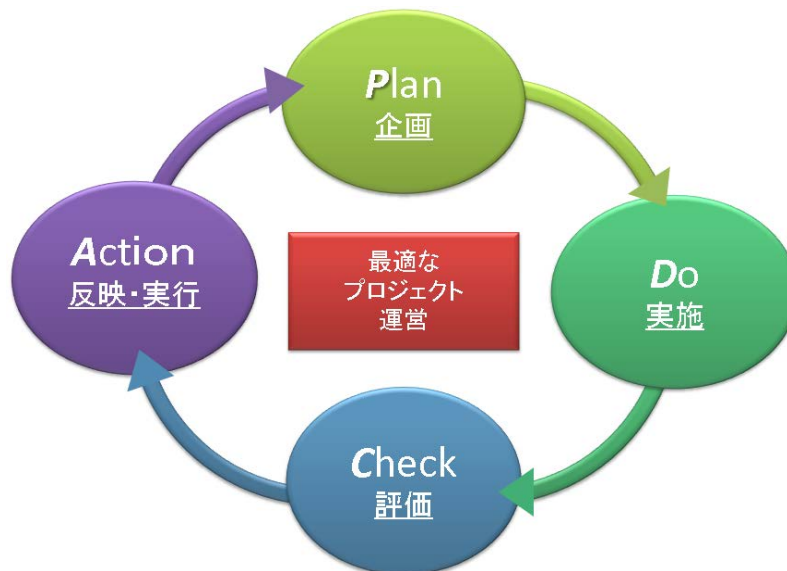 Plan
企画
Do
実施
Check
評価
Action
反映・実行
最適な
プロジェクト
運営